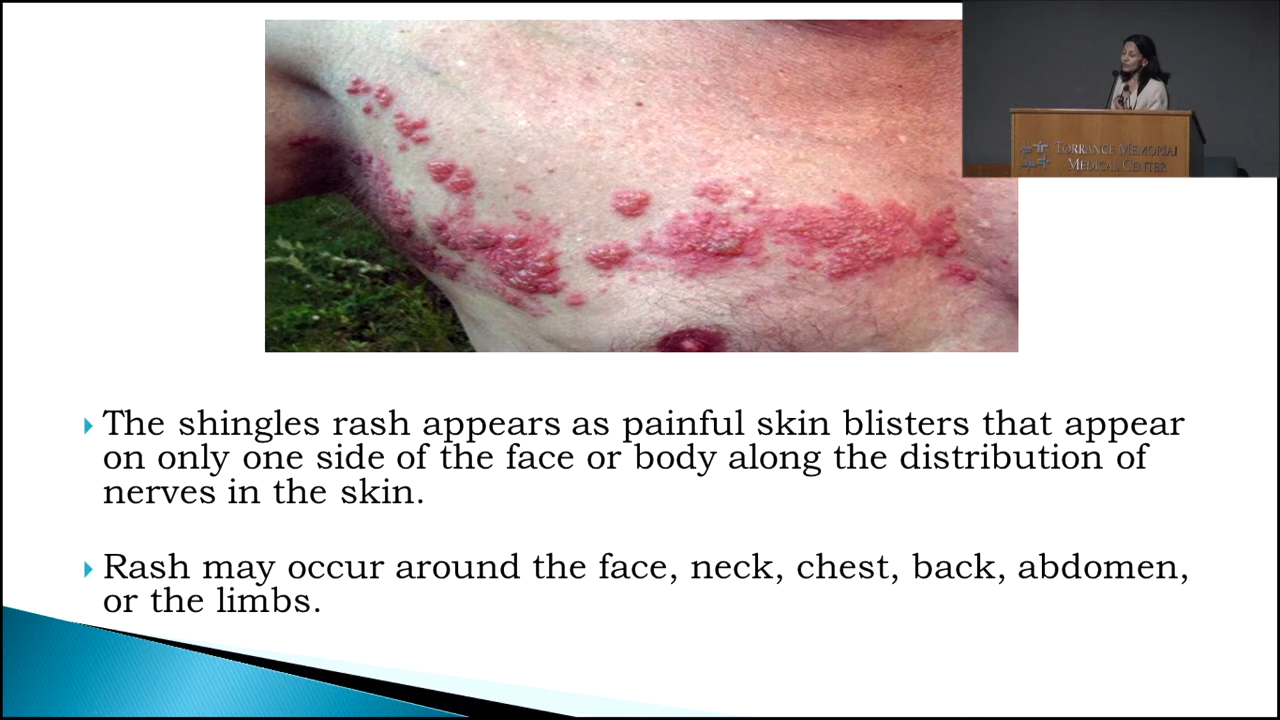 TORRANCE MEMORIAL
MEDICAL CENTER
The shingles rash appears as painful skin blisters that appear
on only one side of the face or body along the distribution of
nerves in the skin.
Rash may occur around the face, neck, chest, back, abdomen,
or the limbs.